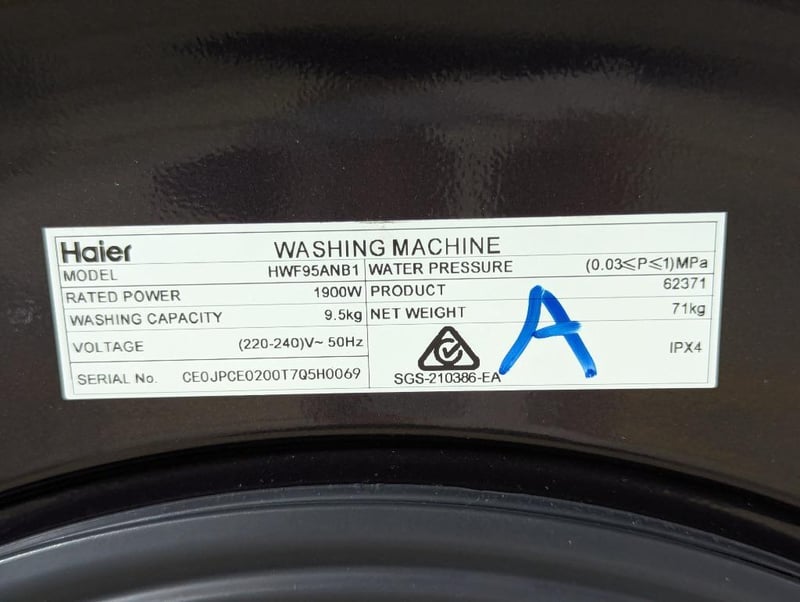 Haier WASHING MACHINE
MODEL HWF95ANB1 WATER PRESSURE (0.03≤P≤1)MPa
RATED POWER 1900W PRODUCT 62371
WASHING CAPACITY 9.5kg NET WEIGHT 71kg
VOLTAGE (220-240)V~ 50Hz IPX4
SERIAL No. CE0JPCE0200T7Q5H0069 SGS-210386-EA
A